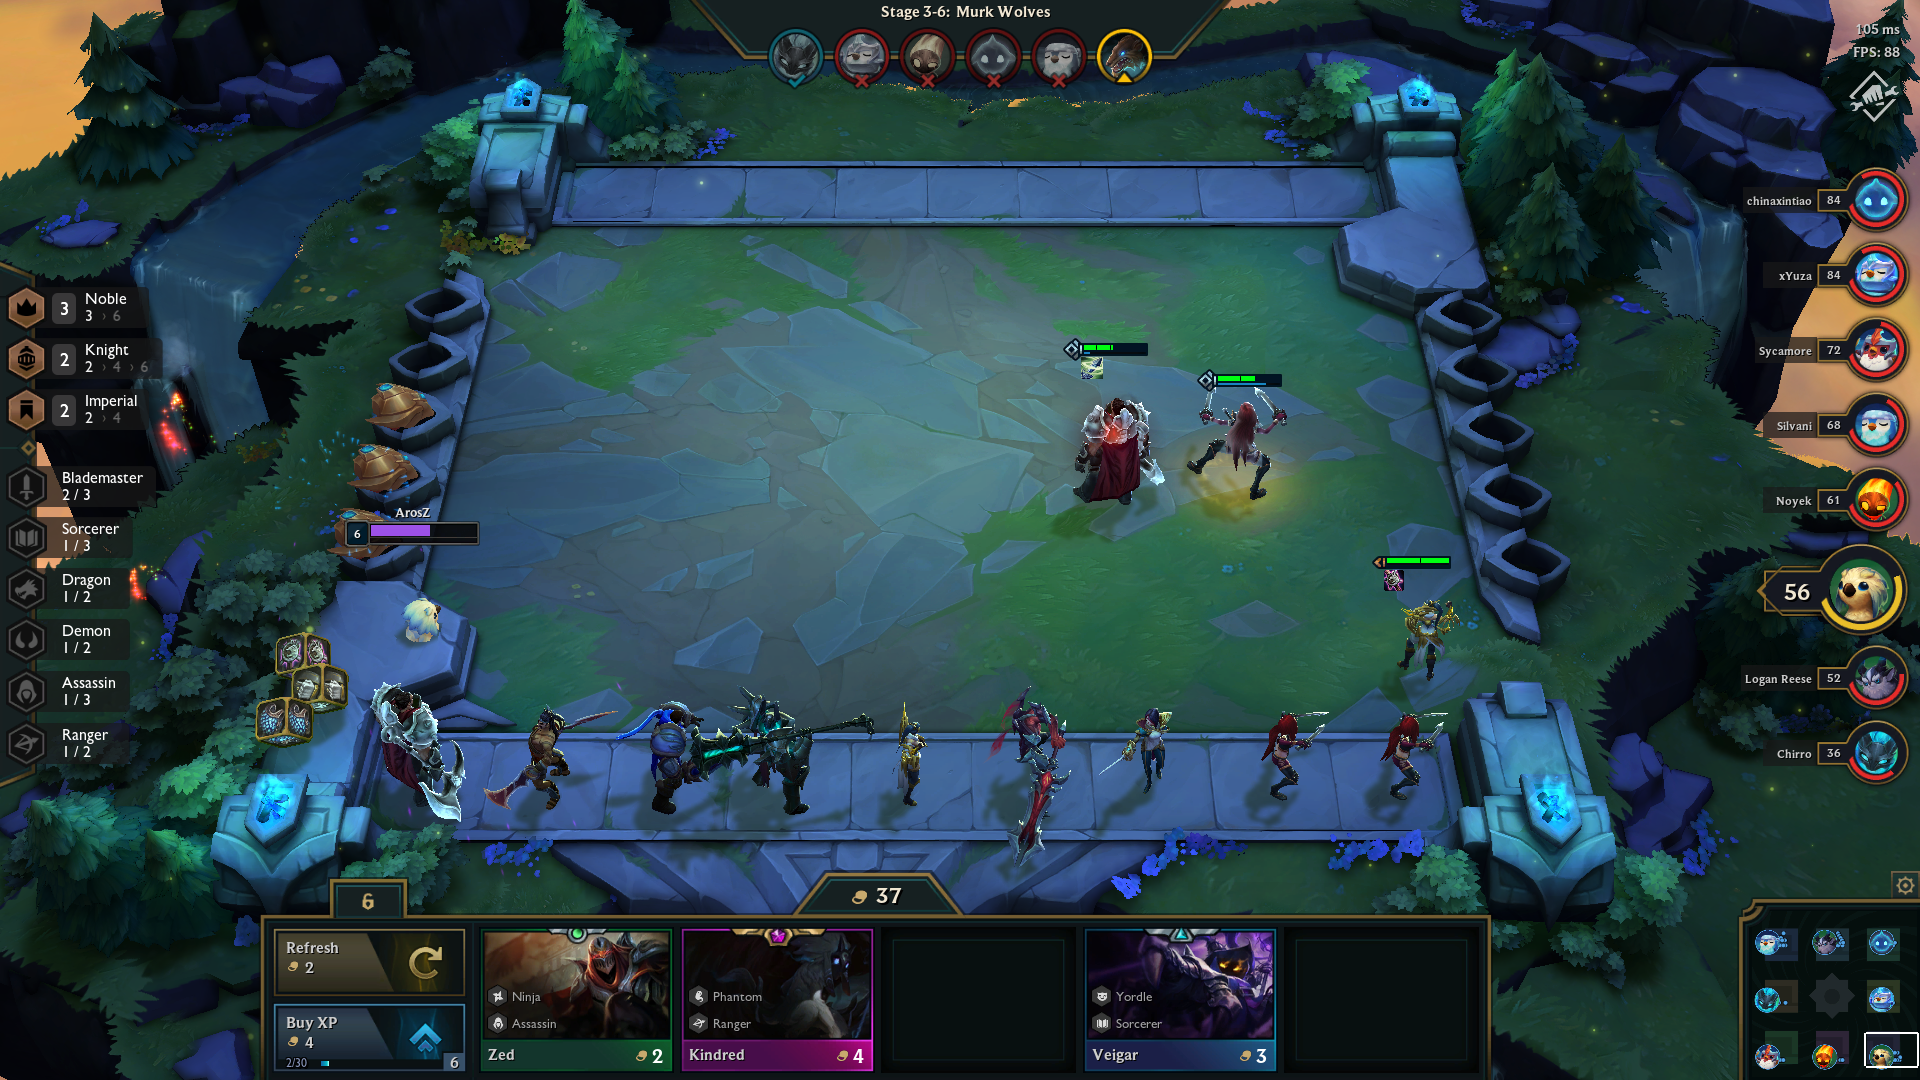 Stage 3-6: Murk Wolves
105 ms
FPS: 88
chinaxintiao 84
xYuza 84
Sycamore 72
Silvani 68
Noyek 61
56
Logan Reese 52
Chirro 36
3 Noble
3 › 6
2 Knight
2 › 4 › 6
2 Imperial
2 › 4
Blademaster
2 / 3
Sorcerer
1 / 3
Dragon
1 / 2
Demon
1 / 2
Assassin
1 / 3
Ranger
1 / 2
ArosZ
6
6
37
Refresh
2
Buy XP
4
2/30
6
Ninja
Assassin
Zed 2
Phantom
Ranger
Kindred 4
Yordle
Sorcerer
Veigar 3